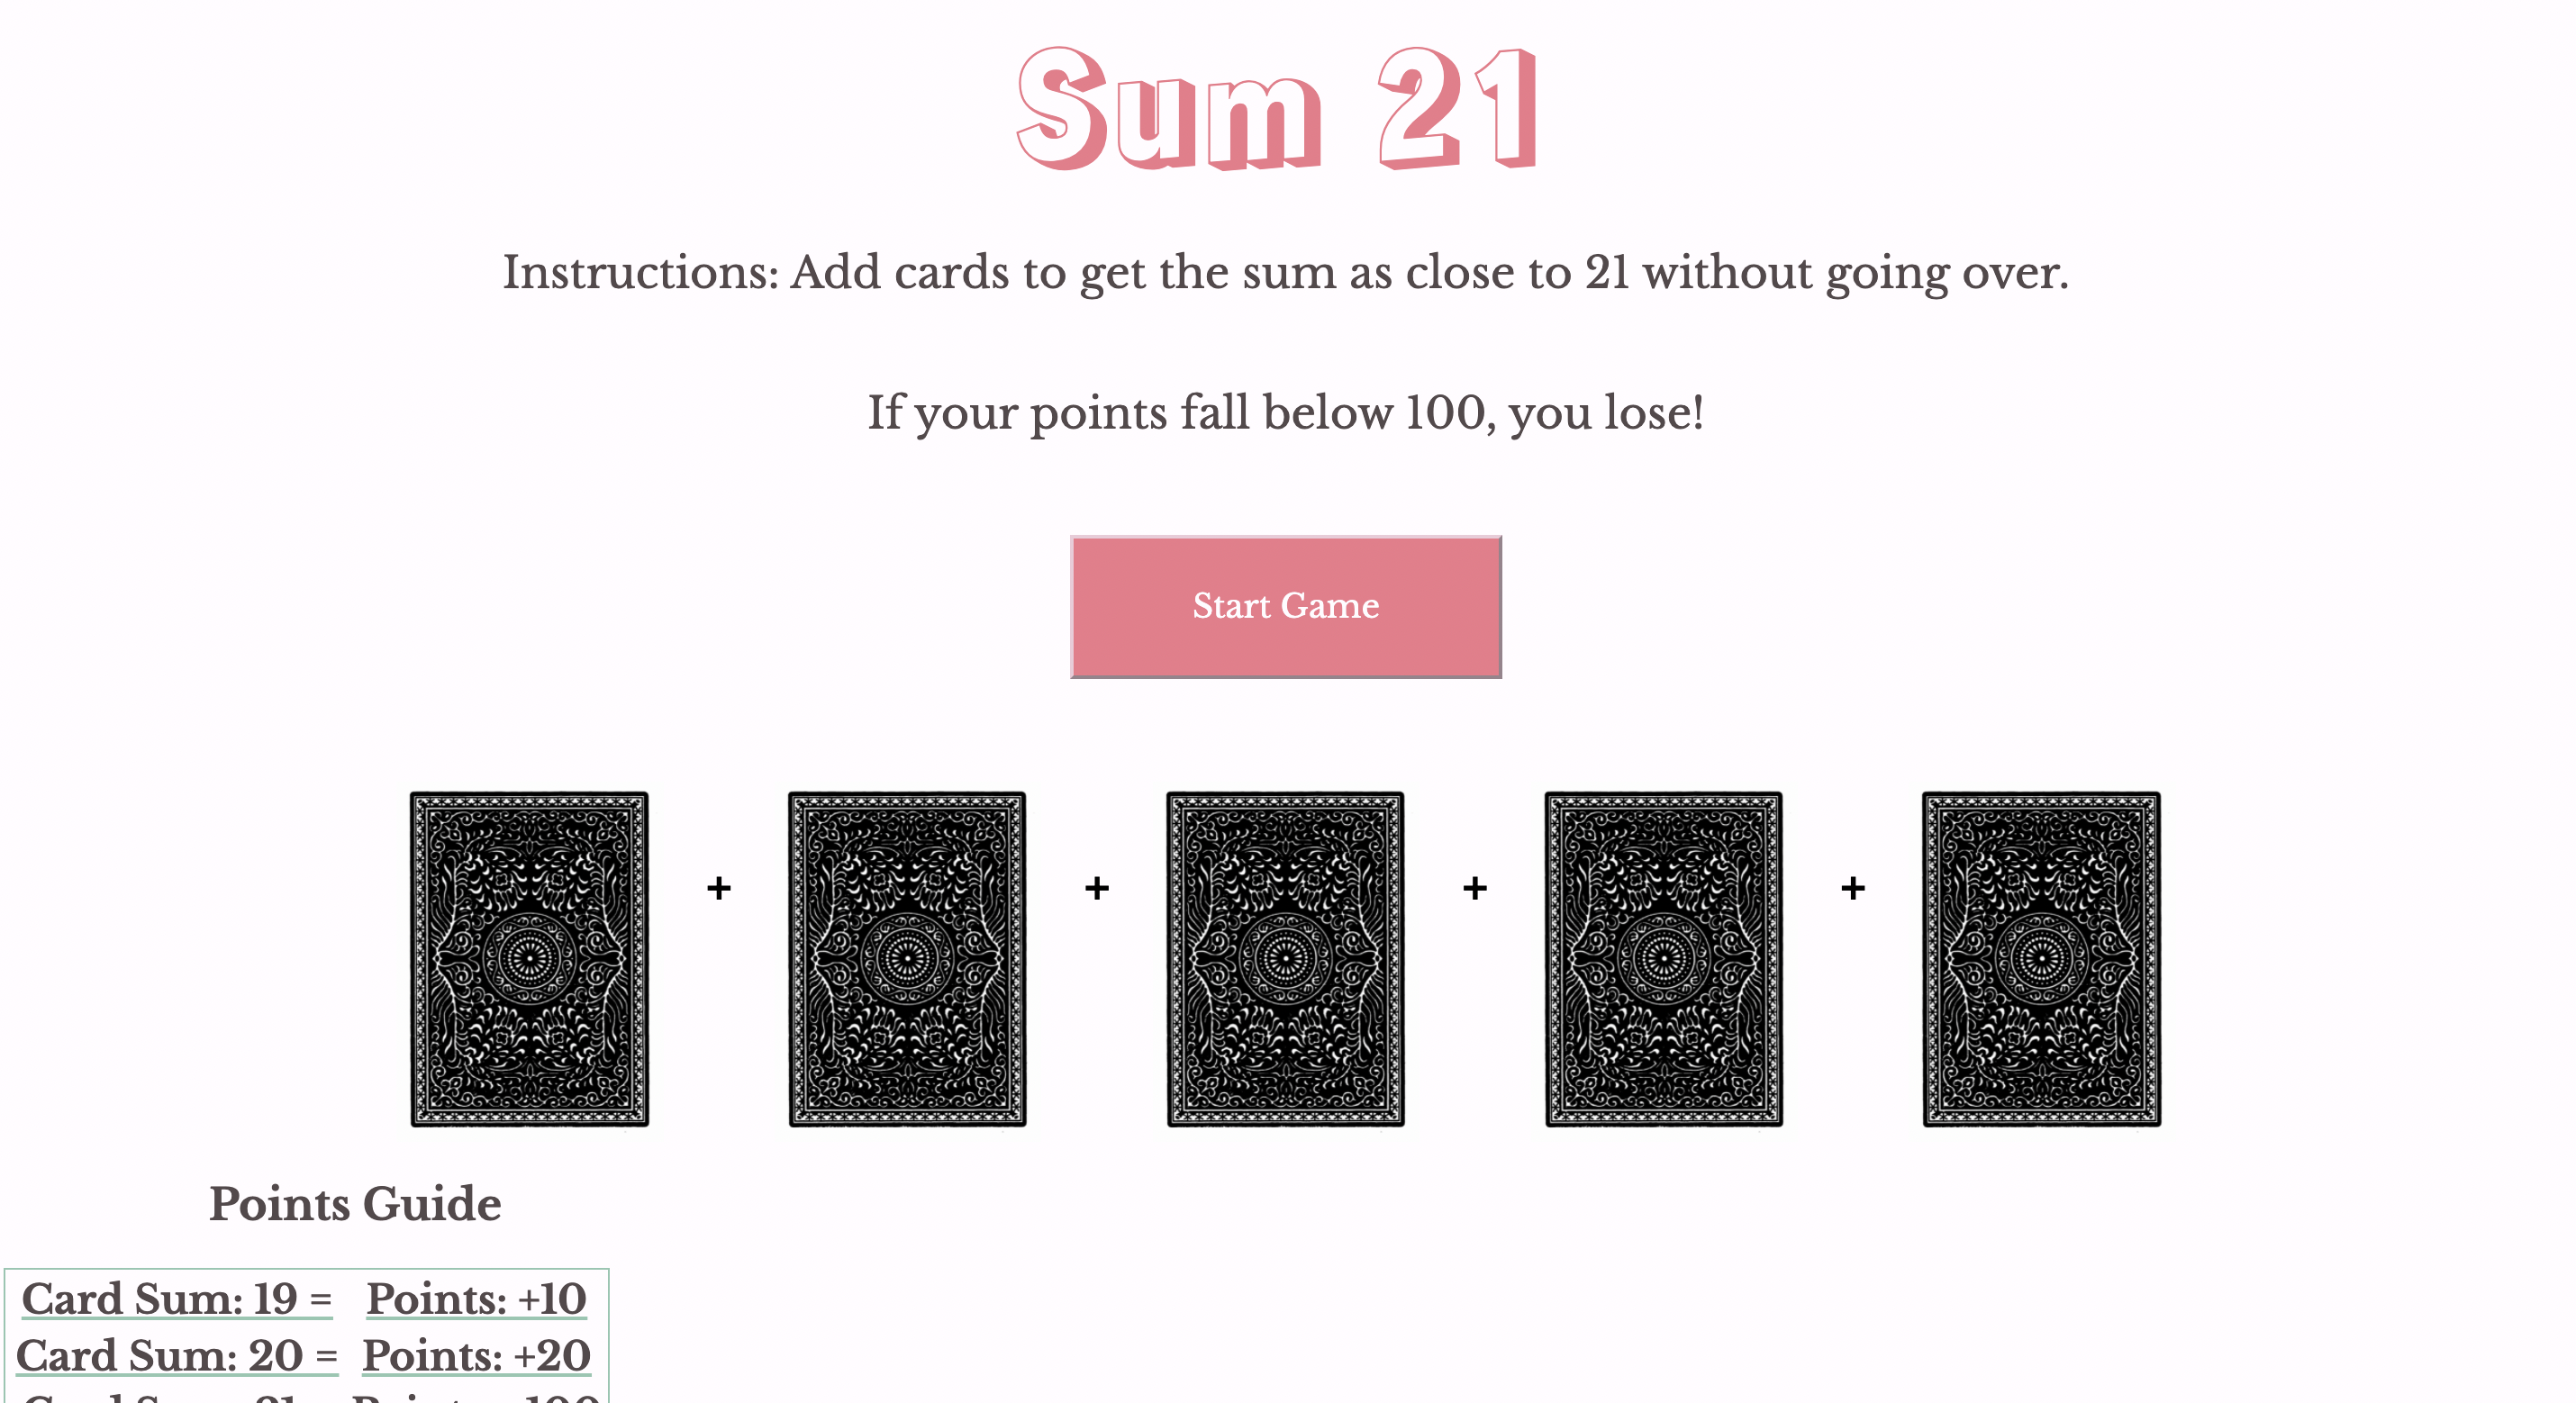 Sum 21
Instructions: Add cards to get the sum as close to 21 without going over.
If your points fall below 100, you lose!
Start Game
+ + + +
Points Guide
Card Sum: 19 = Points: +10
Card Sum: 20 = Points: +20